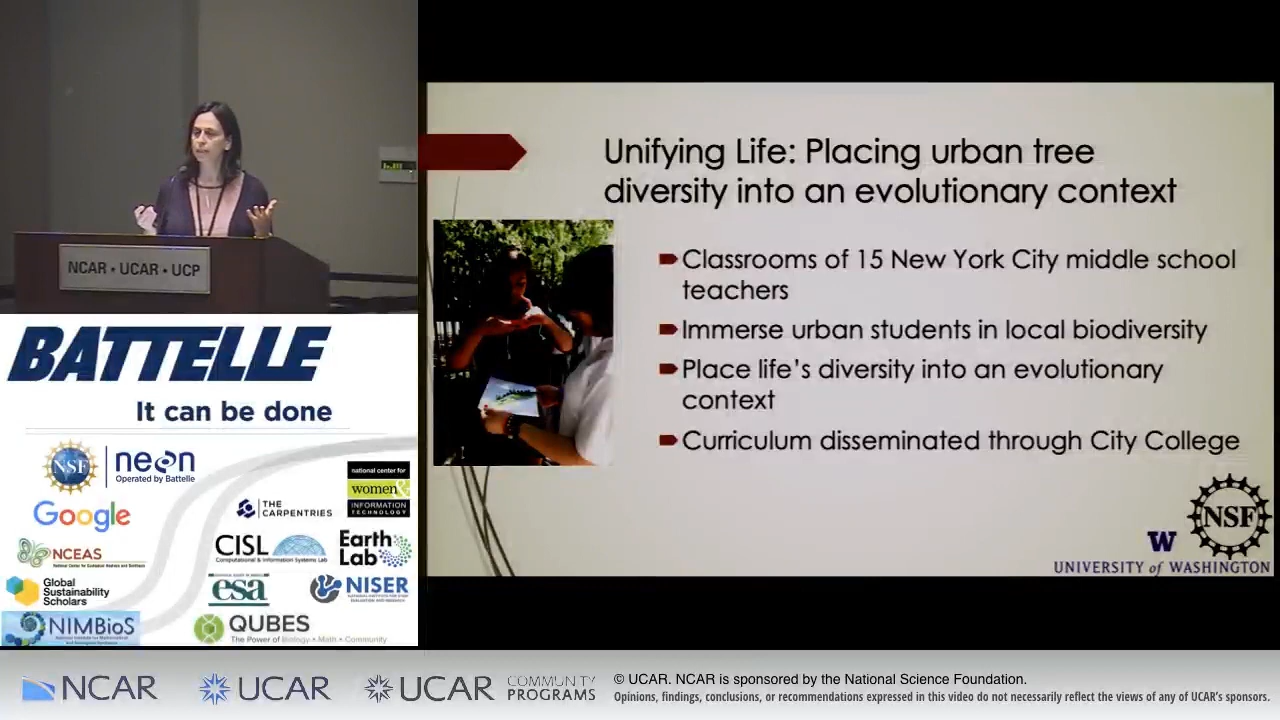 NCAR • UCAR • UCP
BATTELLE
It can be done
NSF
neon
Operated by Battelle
national center for
women&
INFORMATION
TECHNOLOGY
Google
THE
CARPENTRIES
NCEAS
CISL
Computational & Information Systems Lab
Earth
Lab
Global
Sustainability
Scholars
esa
NISER
NIMBioS
QUBES
The Power of Biology • Math • Community
Unifying Life: Placing urban tree
diversity into an evolutionary context
Classrooms of 15 New York City middle school
teachers
Immerse urban students in local biodiversity
Place life's diversity into an evolutionary
context
Curriculum disseminated through City College
NSF
W
UNIVERSITY of WASHINGTON
NCAR
UCAR
UCAR
COMMUNITY
PROGRAMS
© UCAR. NCAR is sponsored by the National Science Foundation.
Opinions, findings, conclusions, or recommendations expressed in this video do not necessarily reflect the views of any of UCAR's sponsors.